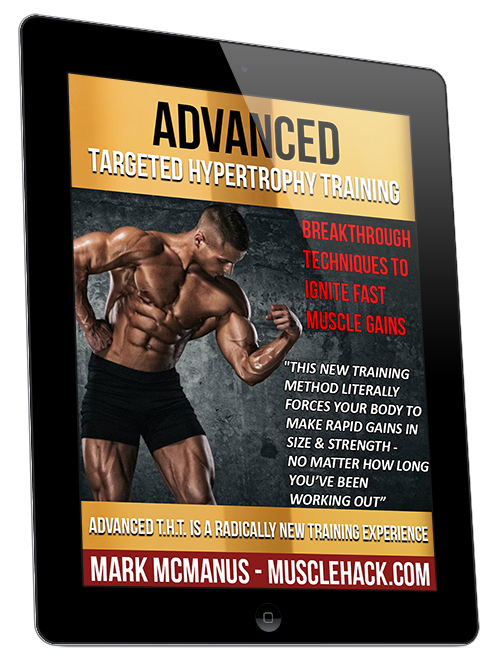 ADVANCED
TARGETED HYPERTROPHY TRAINING
BREAKTHROUGH
TECHNIQUES TO
IGNITE FAST
MUSCLE GAINS
"THIS NEW TRAINING
METHOD LITERALLY
FORCES YOUR BODY TO
MAKE RAPID GAINS IN
SIZE & STRENGTH -
NO MATTER HOW LONG
YOU'VE BEEN
WORKING OUT"
ADVANCED T.H.T. IS A RADICALLY NEW TRAINING EXPERIENCE
MARK MCMANUS - MUSCLEHACK.COM